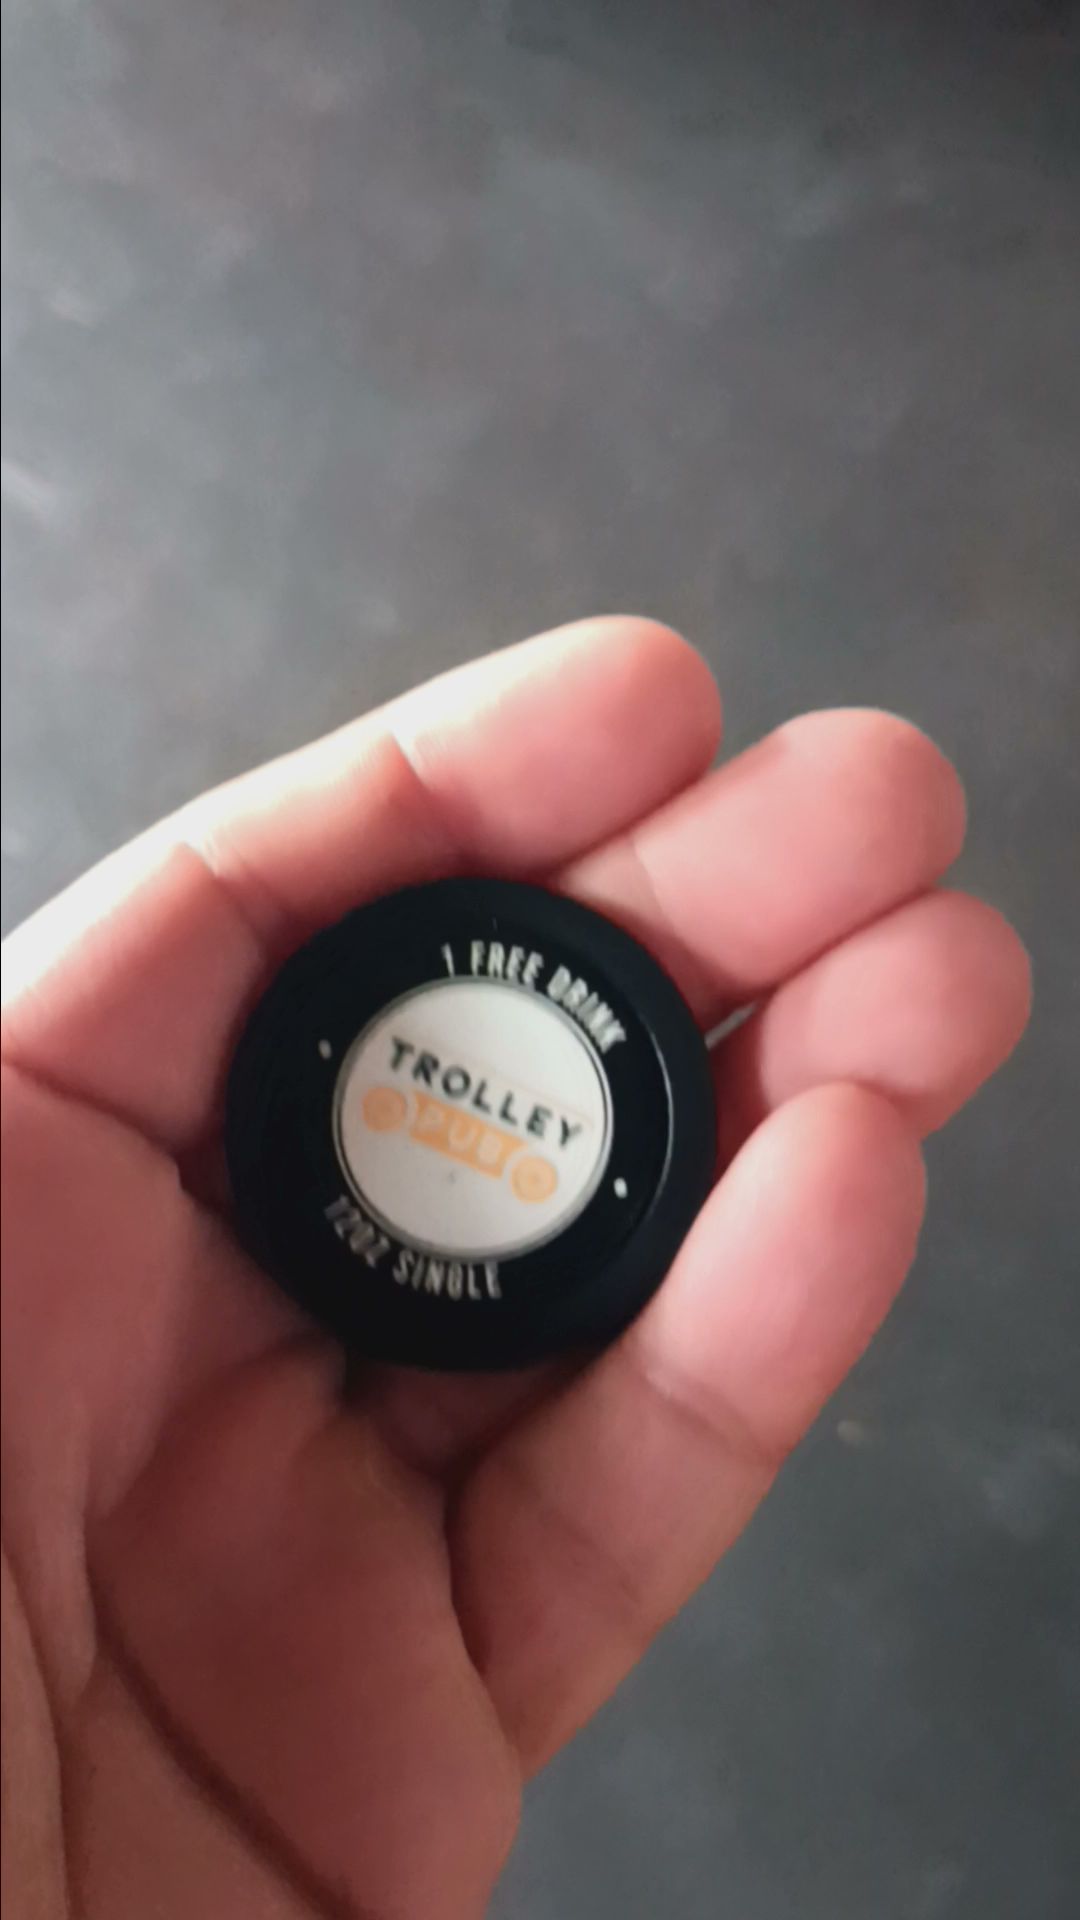 1 FREE DRINK
TROLLEY
PUB
12OZ SINGLE